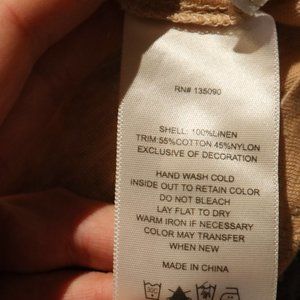 RN# 135090
SHELL: 100%LINEN
TRIM:55%COTTON 45%NYLON
EXCLUSIVE OF DECORATION
HAND WASH COLD
INSIDE OUT TO RETAIN COLOR
DO NOT BLEACH
LAY FLAT TO DRY
WARM IRON IF NECESSARY
COLOR MAY TRANSFER
WHEN NEW
MADE IN CHINA